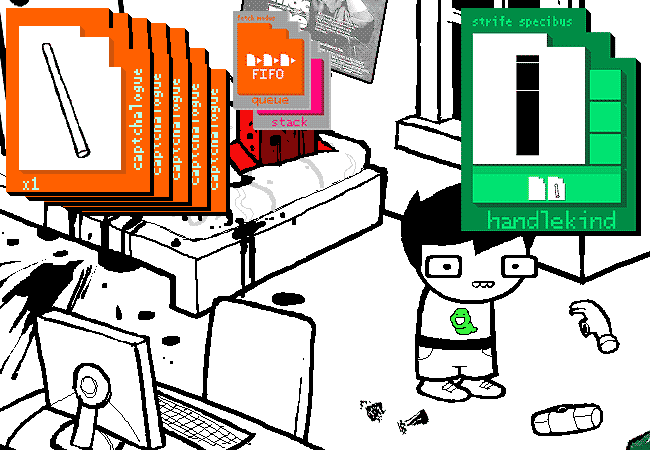 captchalogue
captchalogue
captchalogue
captchalogue
captchalogue
x1
fetch modus
FIFO
queue
stack
strife specibus
handlekind